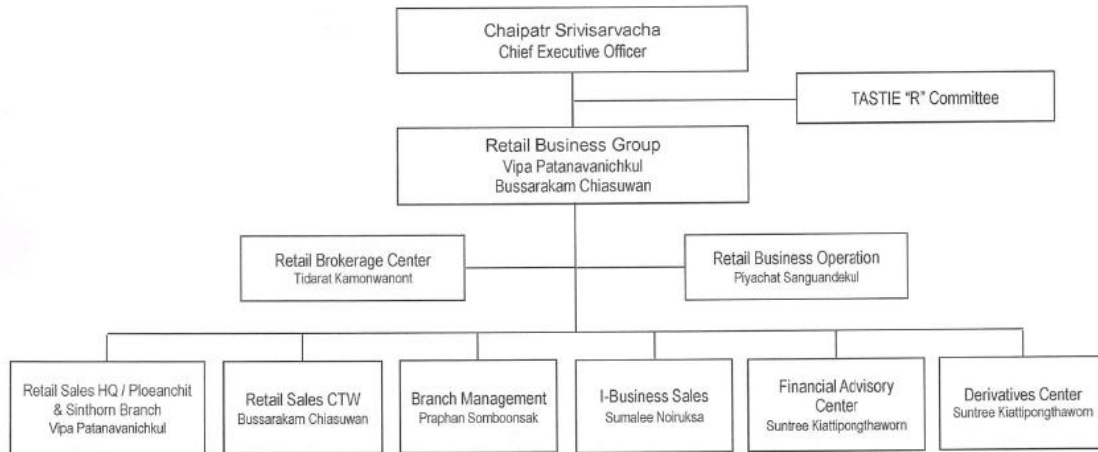 Chaipatr Srivisarvacha
Chief Executive Officer
TASTIE "R" Committee
Retail Business Group
Vipa Patanavanichkul
Bussarakam Chiasuwan
Retail Brokerage Center
Tidarat Kamonwanont
Retail Business Operation
Piyachat Sanguandekul
Retail Sales HQ / Ploeanchit
& Sinthorn Branch
Vipa Patanavanichkul
Retail Sales CTW
Bussarakam Chiasuwan
Branch Management
Praphan Somboonsak
I-Business Sales
Sumalee Noiruksa
Financial Advisory
Center
Suntree Kiattipongthaworn
Derivatives Center
Suntree Kiattipongthaworn